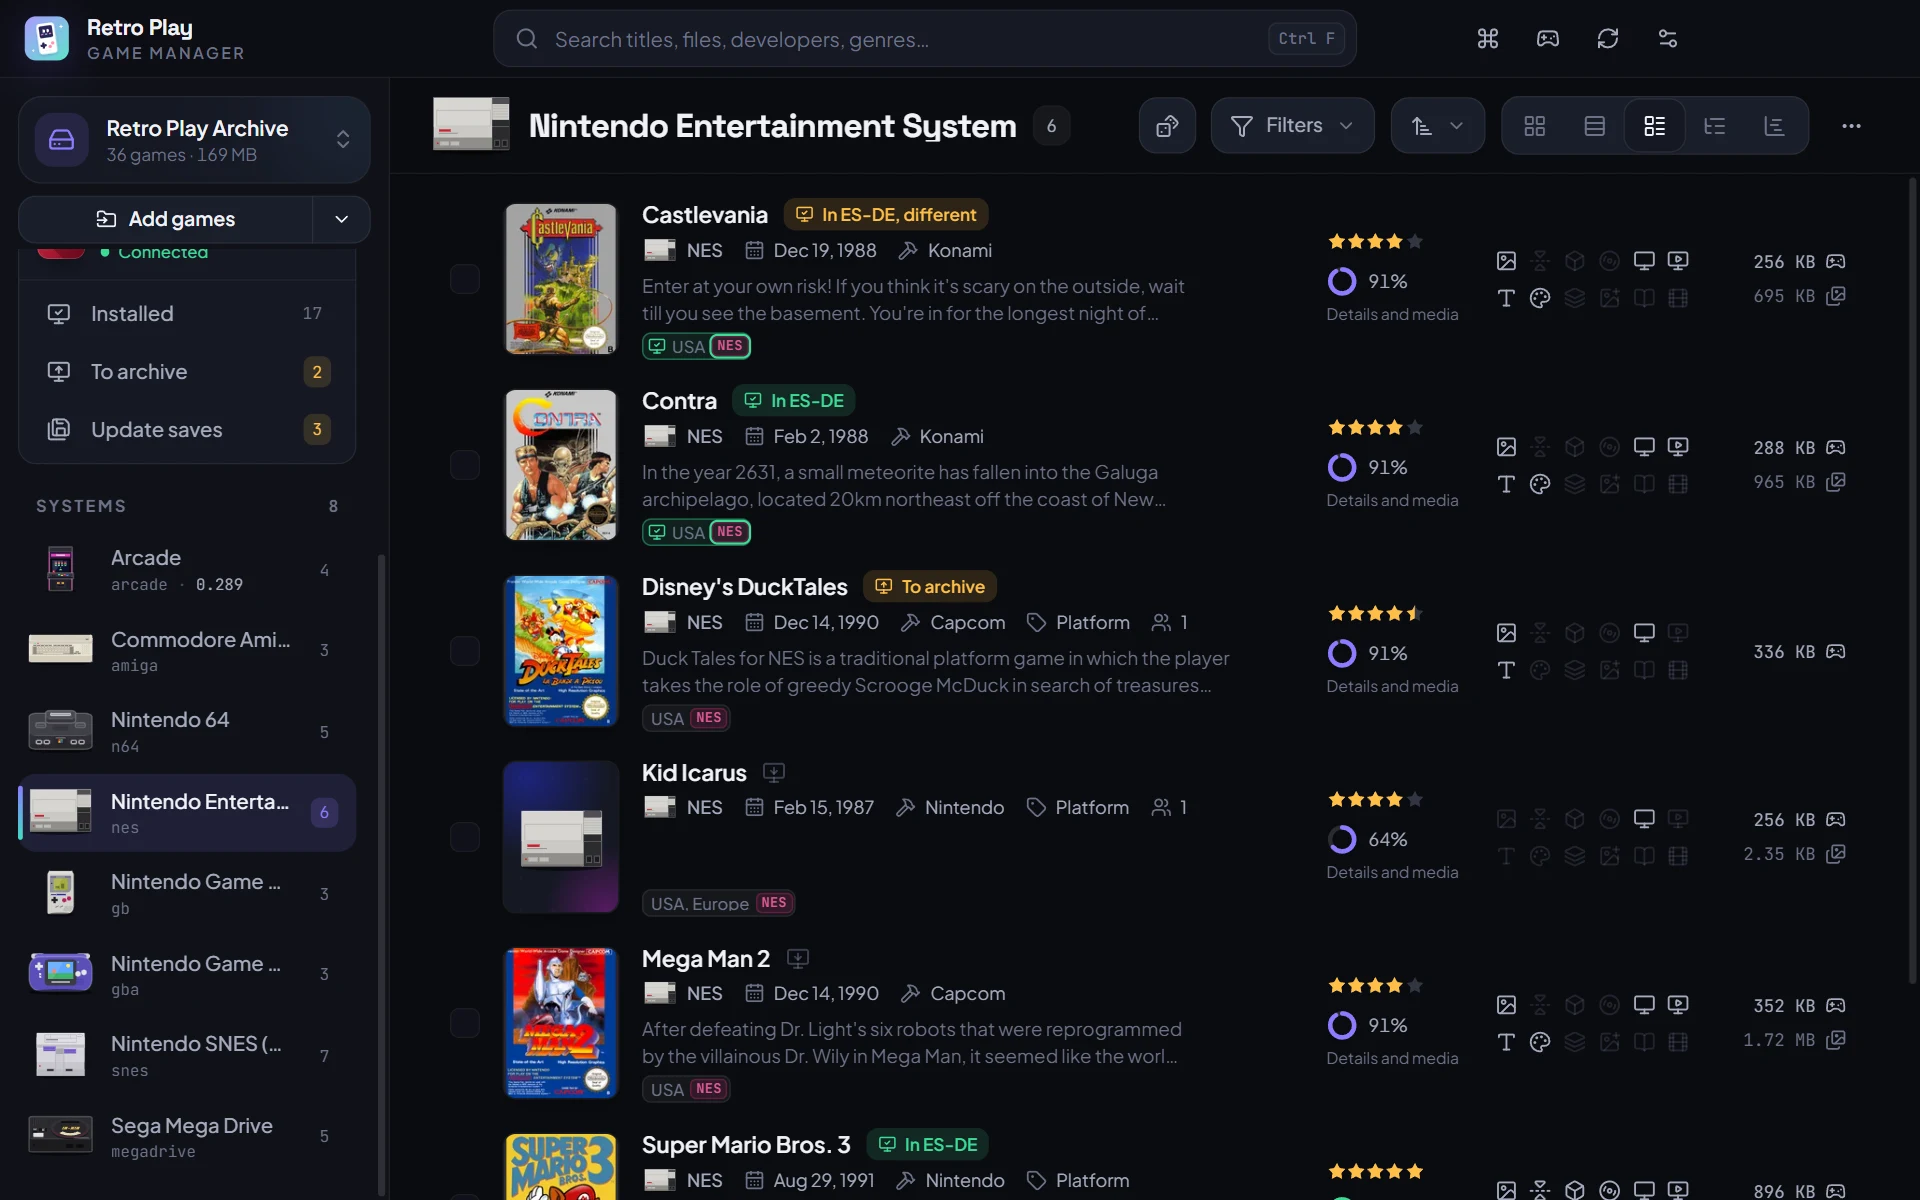 Retro Play
GAME MANAGER
Search titles, files, developers, genres...
Ctrl F
Retro Play Archive
36 games · 169 MB
Add games
Connected
Installed 17
To archive 2
Update saves 3
SYSTEMS 8
Arcade
arcade · 0.289
4
Commodore Ami...
amiga
3
Nintendo 64
n64
5
Nintendo Enterta...
nes
6
Nintendo Game ...
gb
3
Nintendo Game ...
gba
3
Nintendo SNES (...
snes
7
Sega Mega Drive
megadrive
5
Nintendo Entertainment System 6
Filters
KONAMI
Castlevania
Castlevania In ES-DE, different
NES Dec 19, 1988 Konami
Enter at your own risk! If you think it's scary on the outside, wait
till you see the basement. You're in for the longest night of...
USA NES
91%
Details and media
256 KB
695 KB
KONAMI
CONTRA
Contra In ES-DE
NES Feb 2, 1988 Konami
In the year 2631, a small meteorite has fallen into the Galuga
archipelago, located 20km northeast off the coast of New...
USA NES
91%
Details and media
288 KB
965 KB
DUCKTALES
Disney's DuckTales To archive
NES Dec 14, 1990 Capcom Platform 1
Duck Tales for NES is a traditional platform game in which the player
takes the role of greedy Scrooge McDuck in search of treasures...
USA NES
91%
Details and media
336 KB
Kid Icarus
NES Feb 15, 1987 Nintendo Platform 1
USA, Europe NES
64%
Details and media
256 KB
2.35 KB
CAPCOM
MEGA MAN 2
Mega Man 2
NES Dec 14, 1990 Capcom
After defeating Dr. Light's six robots that were reprogrammed
by the villainous Dr. Wily in Mega Man, it seemed like the worl...
USA NES
91%
Details and media
352 KB
1.72 MB
SUPER
MARIO BROS. 3
Super Mario Bros. 3 In ES-DE
NES Aug 29, 1991 Nintendo Platform
896 KB